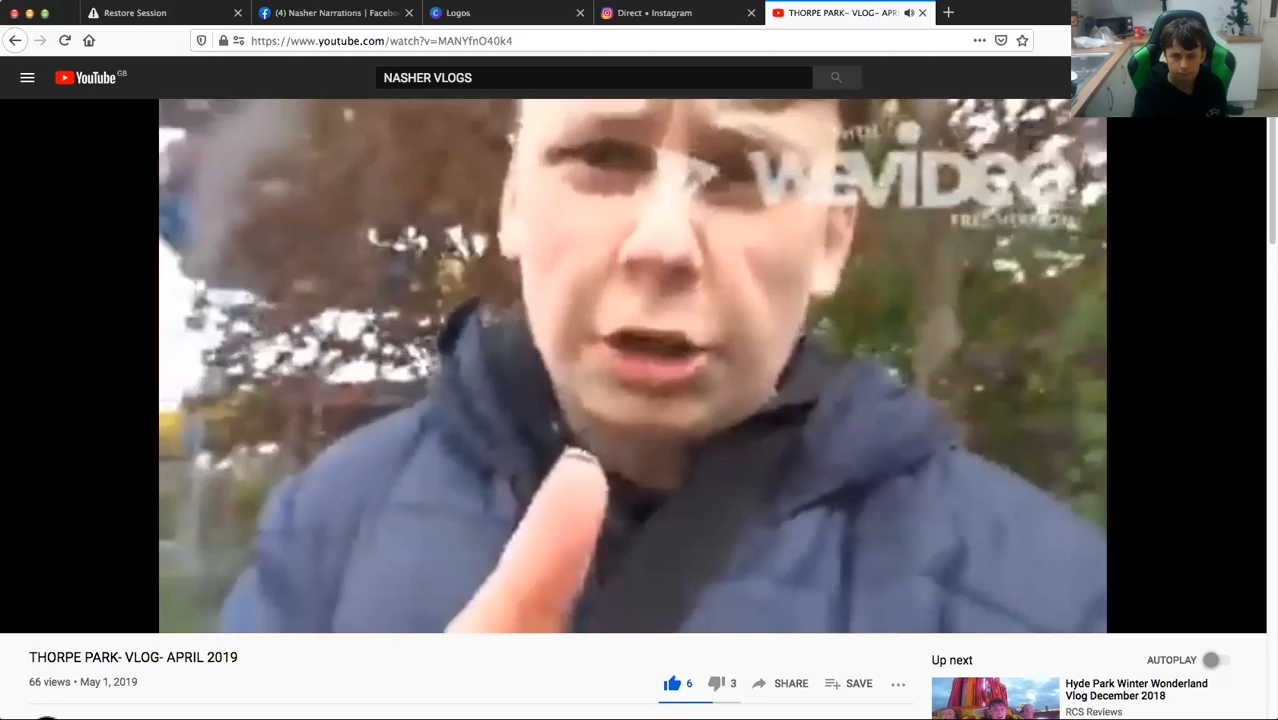 Restore Session
(4) Nasher Narrations | Facebo
Logos
Direct • Instagram
THORPE PARK- VLOG- APRI
https://www.youtube.com/watch?v=MANYfnO40k4
YouTube GB
NASHER VLOGS
WeVideo
THORPE PARK- VLOG- APRIL 2019
66 views • May 1, 2019
6
3
SHARE
SAVE
Up next
AUTOPLAY
Hyde Park Winter Wonderland
Vlog December 2018
RCS Reviews